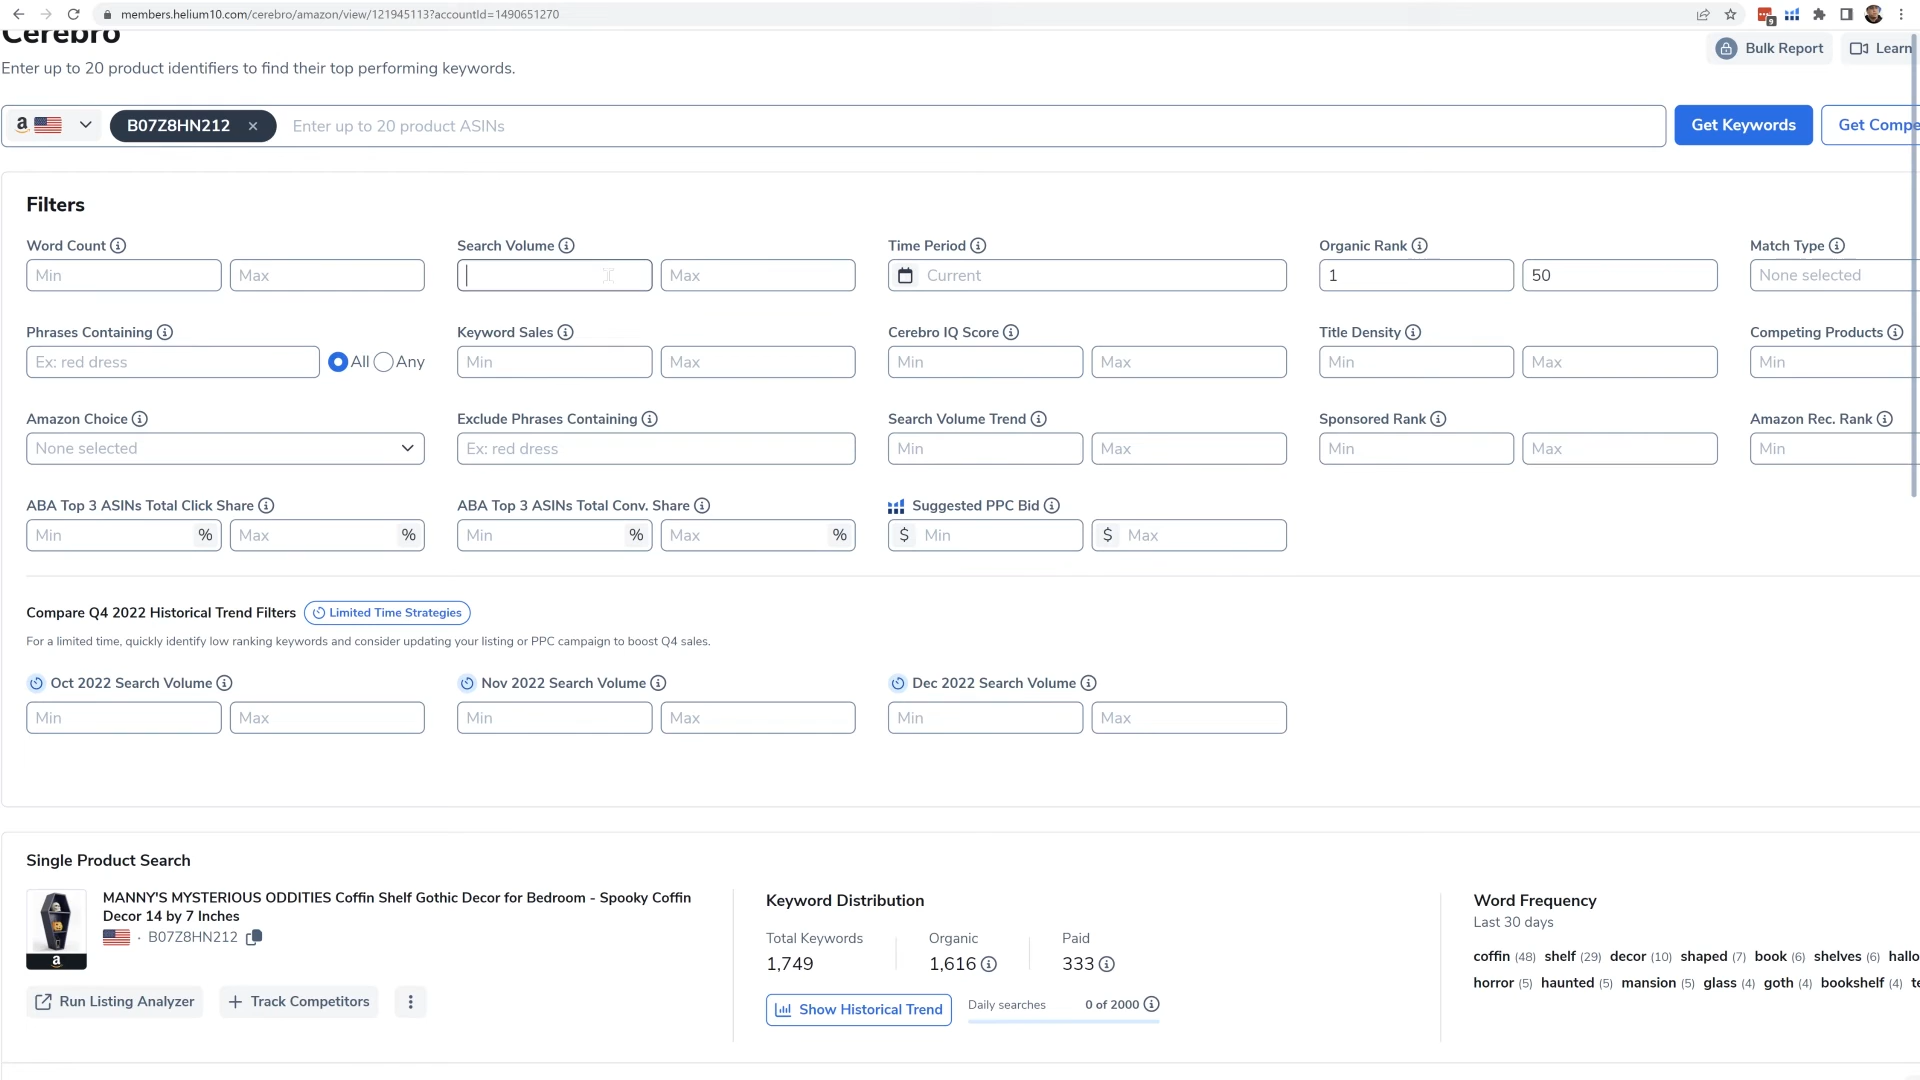 members.helium10.com/cerebro/amazon/view/121945113?accountId=1490651270
9
Cerebro
Bulk Report
Learn
Enter up to 20 product identifiers to find their top performing keywords.
a
B07Z8HN212
Enter up to 20 product ASINs
Get Keywords
Get Compe
Filters
Word Count
Search Volume
Time Period
Organic Rank
Match Type
Min
Max
Max
Current
1
50
None selected
Phrases Containing
Keyword Sales
Cerebro IQ Score
Title Density
Competing Products
Ex: red dress
All
Any
Min
Max
Min
Max
Min
Max
Min
Amazon Choice
Exclude Phrases Containing
Search Volume Trend
Sponsored Rank
Amazon Rec. Rank
None selected
Ex: red dress
Min
Max
Min
Max
Min
ABA Top 3 ASINs Total Click Share
ABA Top 3 ASINs Total Conv. Share
Suggested PPC Bid
Min %
Max %
Min %
Max %
$ Min
$ Max
Compare Q4 2022 Historical Trend Filters
Limited Time Strategies
For a limited time, quickly identify low ranking keywords and consider updating your listing or PPC campaign to boost Q4 sales.
Oct 2022 Search Volume
Nov 2022 Search Volume
Dec 2022 Search Volume
Min
Max
Min
Max
Min
Max
Single Product Search
MANNY'S MYSTERIOUS ODDITIES Coffin Shelf Gothic Decor for Bedroom - Spooky Coffin
Decor 14 by 7 Inches
· B07Z8HN212
a
Run Listing Analyzer
+ Track Competitors
Keyword Distribution
Total Keywords
Organic
Paid
1,749
1,616
333
Show Historical Trend
Daily searches
0 of 2000
Word Frequency
Last 30 days
coffin (48) shelf (29) decor (10) shaped (7) book (6) shelves (6) hallo
horror (5) haunted (5) mansion (5) glass (4) goth (4) bookshelf (4) te